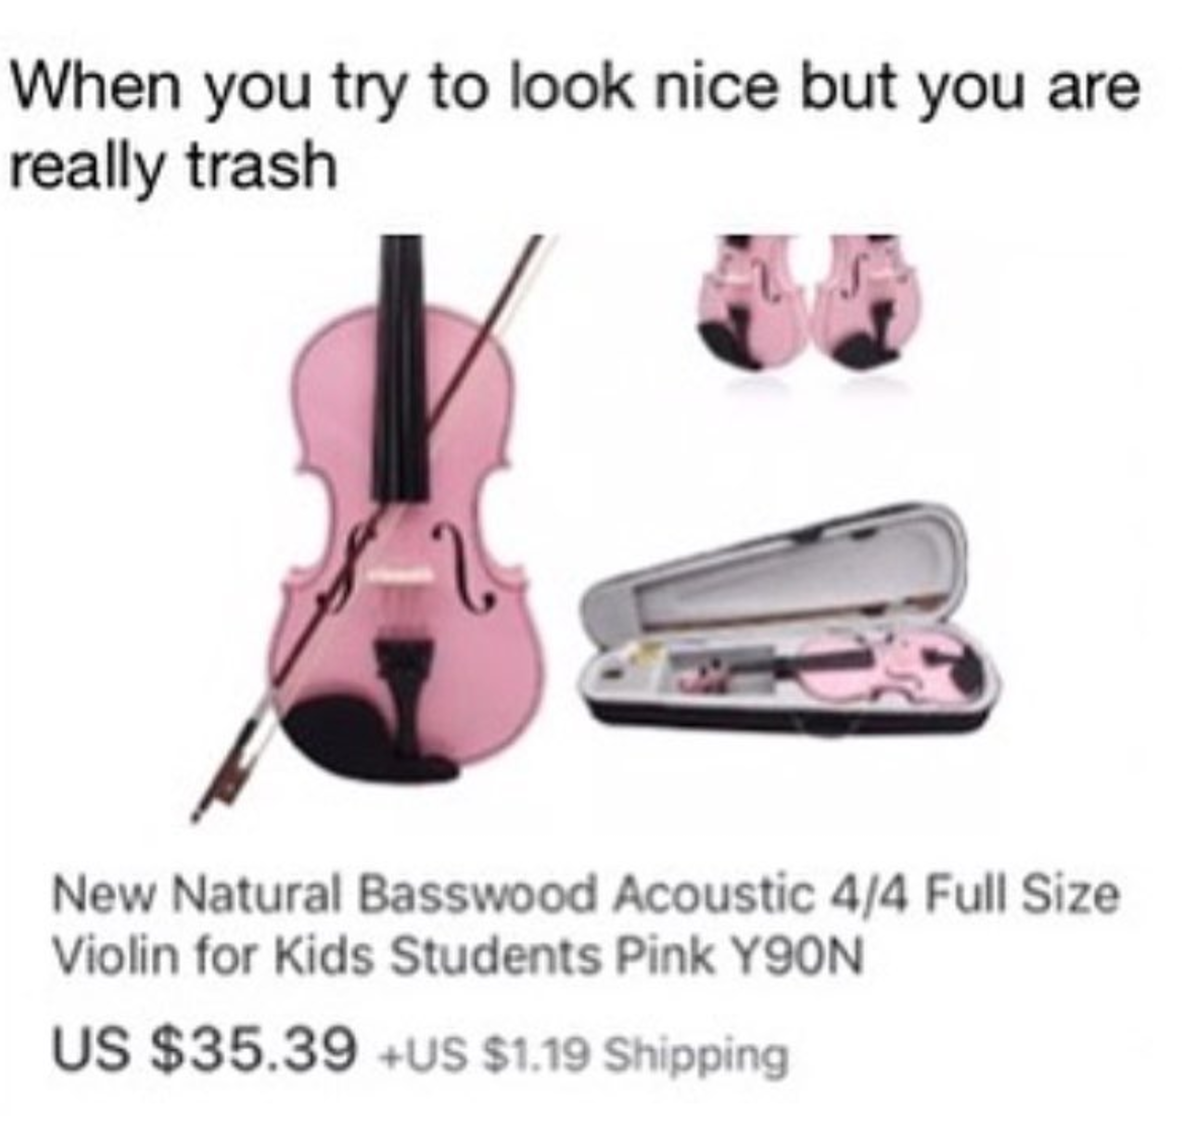 When you try to look nice but you are
really trash
New Natural Basswood Acoustic 4/4 Full Size
Violin for Kids Students Pink Y90N
US $35.39 +US $1.19 Shipping